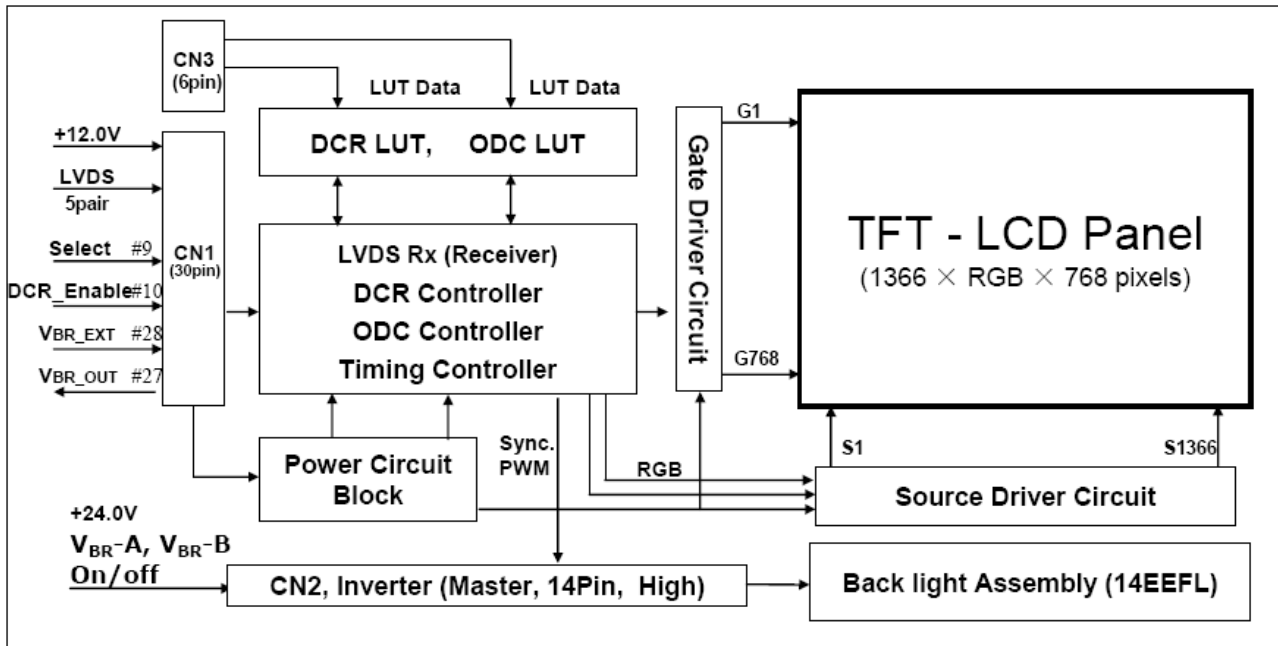 CN3
(6pin)
LUT Data
LUT Data
DCR LUT, ODC LUT
+12.0V
LVDS
5pair
Select #9
DCR_Enable#10
VBR_EXT #28
VBR_OUT #27
CN1
(30pin)
LVDS Rx (Receiver)
DCR Controller
ODC Controller
Timing Controller
Gate Driver Circuit
G1
G768
TFT - LCD Panel
(1366 × RGB × 768 pixels)
S1
S1366
Power Circuit
Block
Sync.
PWM
RGB
Source Driver Circuit
+24.0V
VBR-A, VBR-B
On/off
CN2, Inverter (Master, 14Pin, High)
Back light Assembly (14EEFL)